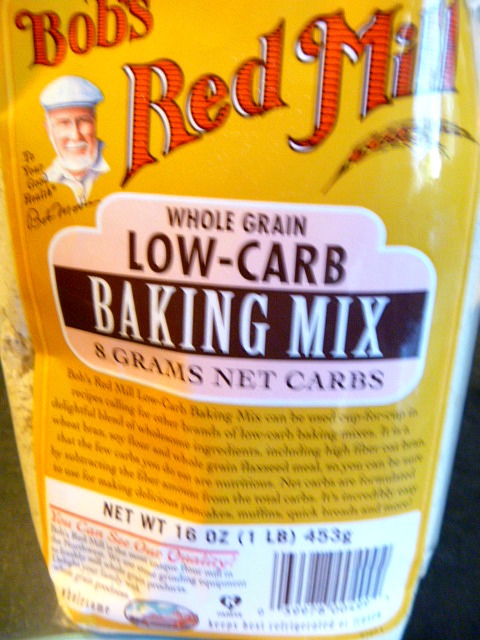 Bob's
Red Mill
To
Your
Good
Health
WHOLE GRAIN
LOW-CARB
BAKING MIX
8 GRAMS NET CARBS
Bob's Red Mill Low-Carb Baking Mix can be used cup-for-cup in
recipes calling for other brands of low-carb baking mixes. It is a
delightful blend of wholesome ingredients, including high fiber oat bran,
wheat bran, soy flour and whole grain flaxseed meal, so you can be sure
that the few carbs you do eat are nutritious. Net carbs are formulated
by subtracting the fiber amount from the total carbs. It's incredibly easy
to use for making delicious pancakes, muffins, quick breads and more!
NET WT 16 OZ (1 LB) 453g
You Can See Our Quality!
keeps best refrigerated or frozen